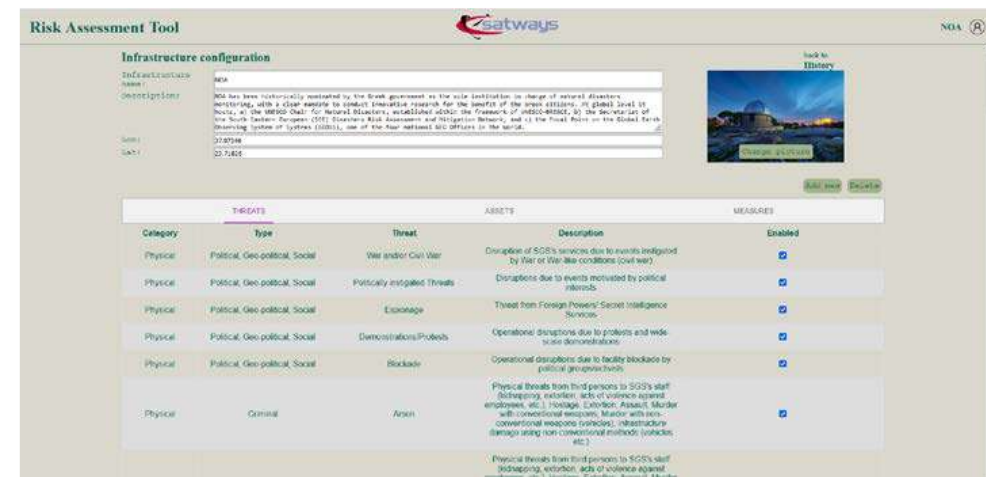 Risk Assessment Tool
satways
NOA
Infrastructure configuration
back to
History
Infrastructure name:
NOA
Description:
NOA has been historically nominated by the Greek government as the sole institution in charge of natural disasters
monitoring, with a clear mandate to conduct innovative research for the benefit of the Greek citizens. At global level it
hosts, a) the UNESCO Chair for Natural Disasters, established within the framework of UNESCO-GREECE, b) the Secretariat of
the South Eastern European (SEE) Disasters Risk Assessment and Mitigation Network, and c) the Focal Point on the Global Earth
Observing System of Systems (GEOSS), one of the four national GEO Offices in the world.
Lat:
Change picture
Add new Delete
THREATS ASSETS MEASURES
Category Type Threat Description Enabled
Physical Political, Geo-political, Social War and/or Civil War Disruption of SGS's services due to events instigated
by War or War-like conditions (civil war)
Physical Political, Geo-political, Social Politically instigated Threats Disruptions due to events motivated by political
interests
Physical Political, Geo-political, Social Espionage Threat from Foreign Powers' Secret Intelligence
Services
Physical Political, Geo-political, Social Demonstrations/Protests Operational disruptions due to protests and wide
scale demonstrations
Physical Political, Geo-political, Social Blockade Operational disruptions due to facility blockade by
political groups/activists
Physical Criminal Arson Physical threats from third persons to SGS's staff
(kidnapping, extortion, acts of violence against
employees, etc.), Hostage, Extortion, Assault, Murder
with conventional weapons, Murder with non-
conventional weapons (vehicles), Infrastructure
damage using non-conventional methods (vehicles
etc.)
Physical threats from third persons to SGS's staff
(kidnapping, extortion, acts of violence against